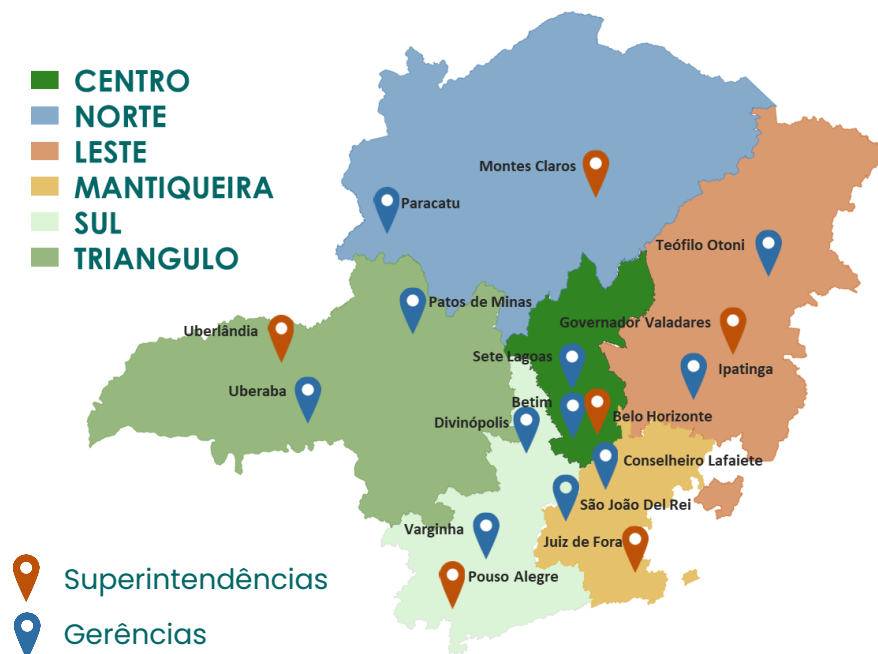 CENTRO
NORTE
LESTE
MANTIQUEIRA
SUL
TRIANGULO
Montes Claros
Paracatu
Teófilo Otoni
Patos de Minas
Governador Valadares
Uberlândia
Sete Lagoas
Ipatinga
Uberaba
Betim
Belo Horizonte
Divinópolis
Conselheiro Lafaiete
São João Del Rei
Varginha
Juiz de Fora
Pouso Alegre
Superintendências
Gerências